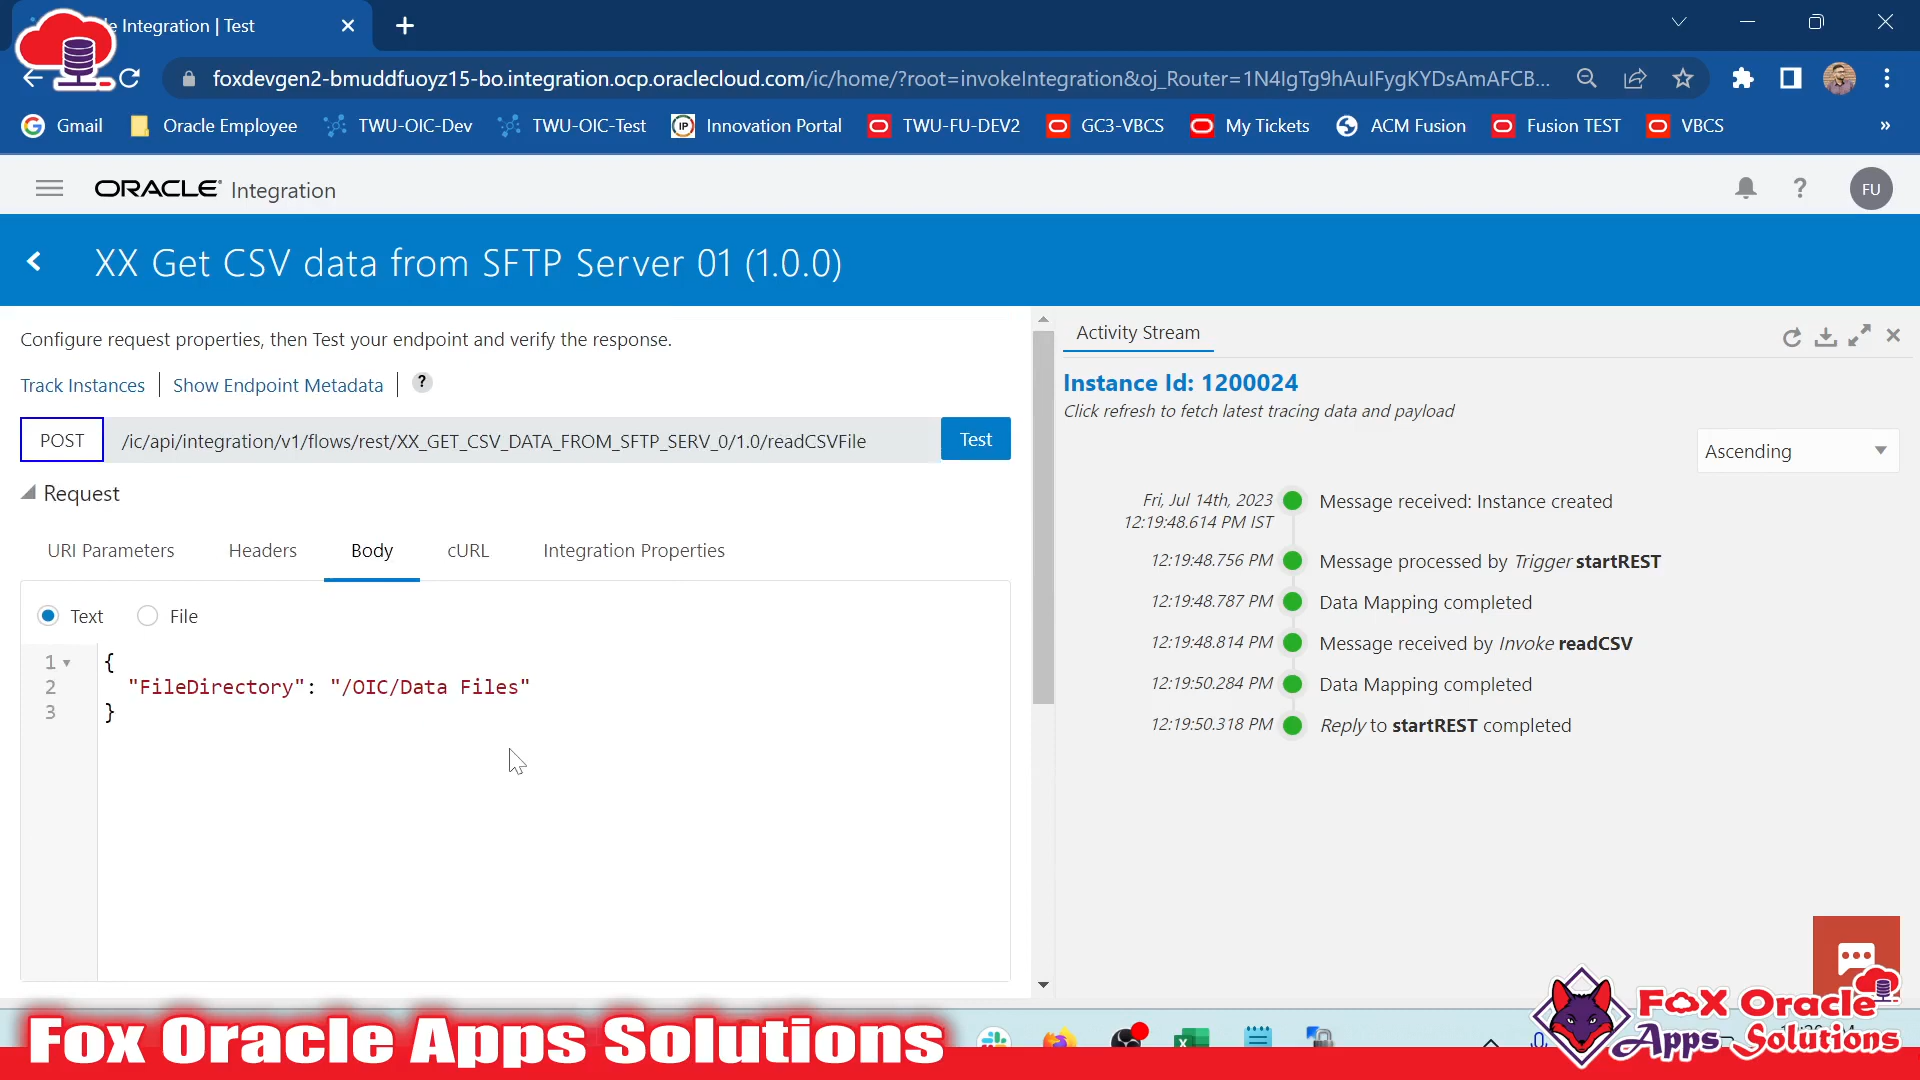 Integration | Test
foxdevgen2-bmuddfuoyz15-bo.integration.ocp.oraclecloud.com/ic/home/?root=invokeIntegration&oj_Router=1N4IgTg9hAuIFygKYDsAmAFCB...
Gmail Oracle Employee TWU-OIC-Dev TWU-OIC-Test Innovation Portal TWU-FU-DEV2 GC3-VBCS My Tickets ACM Fusion Fusion TEST VBCS »
ORACLE Integration
FU
XX Get CSV data from SFTP Server 01 (1.0.0)
Configure request properties, then Test your endpoint and verify the response.
Track Instances | Show Endpoint Metadata | ?
POST /ic/api/integration/v1/flows/rest/XX_GET_CSV_DATA_FROM_SFTP_SERV_0/1.0/readCSVFile Test
Request
URI Parameters Headers Body cURL Integration Properties
Text File
1 {
2 "FileDirectory": "/OIC/Data Files"
3 }
Activity Stream
Instance Id: 1200024
Click refresh to fetch latest tracing data and payload
Ascending
Fri, Jul 14th, 2023
12:19:48.614 PM IST Message received: Instance created
12:19:48.756 PM Message processed by Trigger startREST
12:19:48.787 PM Data Mapping completed
12:19:48.814 PM Message received by Invoke readCSV
12:19:50.284 PM Data Mapping completed
12:19:50.318 PM Reply to startREST completed
Fox Oracle Apps Solutions
FOX Oracle
Apps Solutions